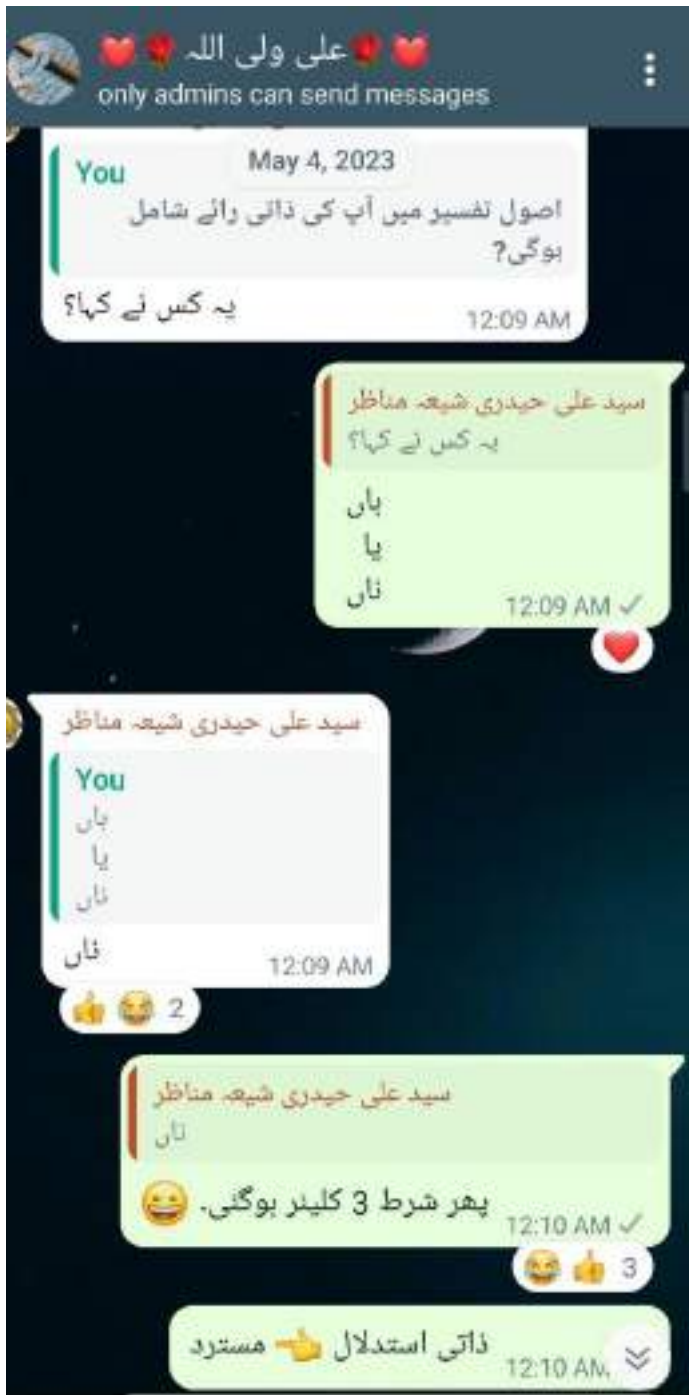 ❤️🌹علی ولی اللہ🌹❤️
only admins can send messages
May 4, 2023
You
اصول تفسیر میں آپ کی ذاتی رائے شامل
ہوگی?
یہ کس نے کہا؟
12:09 AM
سید علی حیدری شیعہ مناظر
یہ کس نے کہا؟
ہاں
یا
ناں
12:09 AM
سید علی حیدری شیعہ مناظر
You
ہاں
یا
ناں
ناں
12:09 AM
👍😂 2
سید علی حیدری شیعہ مناظر
ناں
پھر شرط 3 کلیئر ہوگئی. 😄
12:10 AM
😂👍 3
ذاتی استدلال 👈 مسترد
12:10 AM